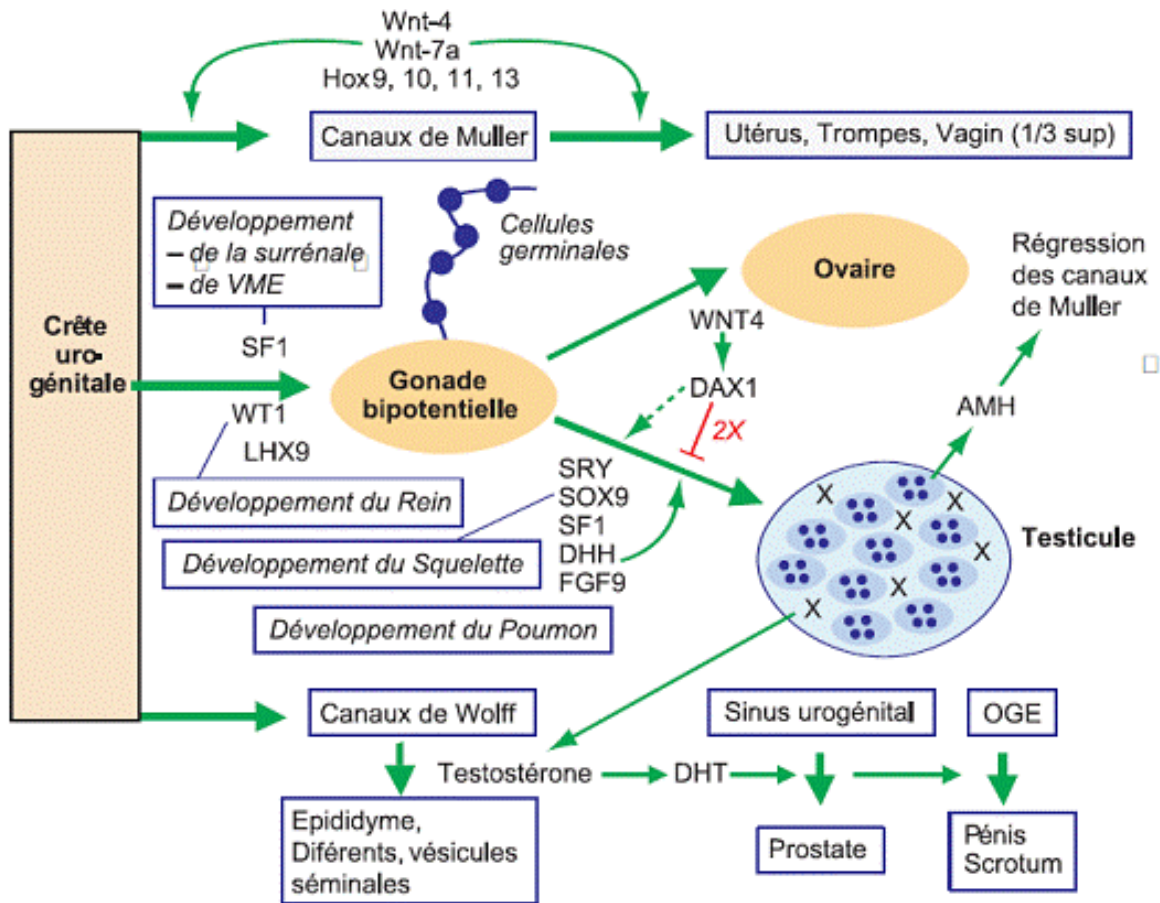 Wnt-4
Wnt-7a
Hox9, 10, 11, 13
Canaux de Muller
Utérus, Trompes, Vagin (1/3 sup)
Développement
– de la surrénale
– de VME
Cellules
germinales
Ovaire
Régression
des canaux
de Muller
Crête
uro-
génitale
SF1
WNT4
Gonade
bipotentielle
DAX1
2X
AMH
WT1
LHX9
SRY
SOX9
SF1
DHH
FGF9
X
X
X
X
X
X
Testicule
Développement du Rein
Développement du Squelette
Développement du Poumon
Canaux de Wolff
Sinus urogénital
OGE
Testostérone
DHT
Epididyme,
Diférents, vésicules
séminales
Prostate
Pénis
Scrotum